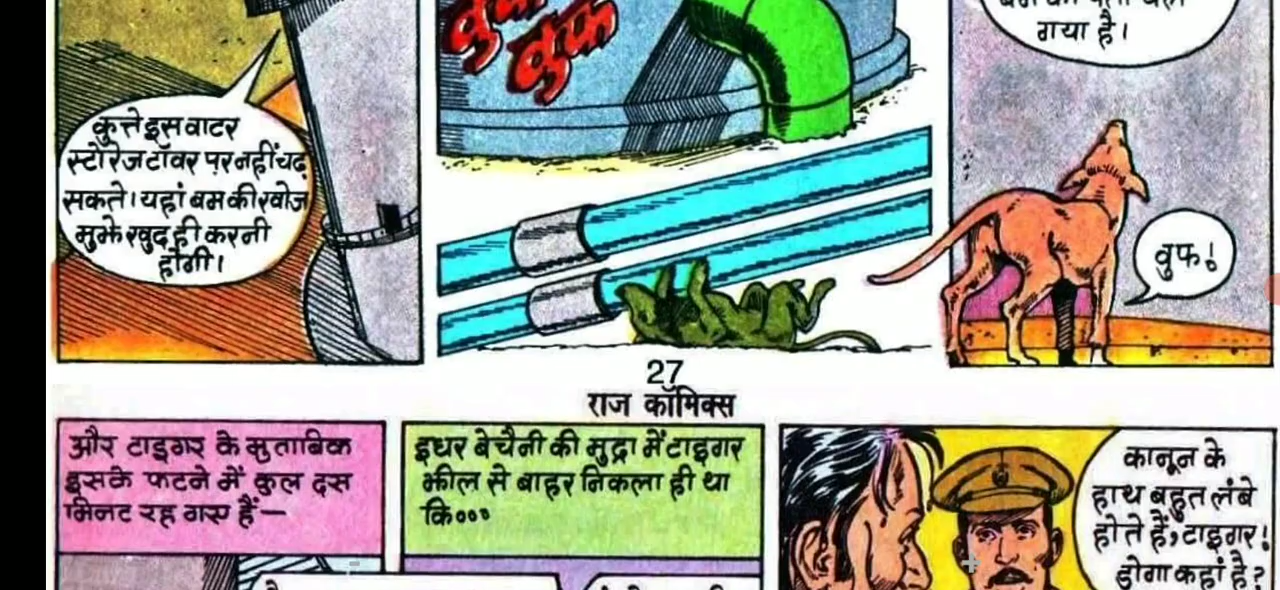 कुत्ते इस वाटर
स्टोरेज टॉवर पर नहीं चढ़
सकते। यहां बम की खोज
मुझे खुद ही करनी
होगी।
वुफ
गया है।
वुफ!
27
राज कॉमिक्स
और टाइगर के मुताबिक
इसके फटने में कुल दस
मिनट रह गए हैं—
इधर बेचैनी की मुद्रा में टाइगर
झील से बाहर निकला ही था
कि०००
कानून के
हाथ बहुत लंबे
होते हैं, टाइगर!
डोगा कहां है?